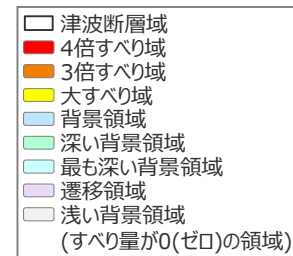 津波断層域
4倍すべり域
3倍すべり域
大すべり域
背景領域
深い背景領域
最も深い背景領域
遷移領域
浅い背景領域
(すべり量が0(ゼロ)の領域)